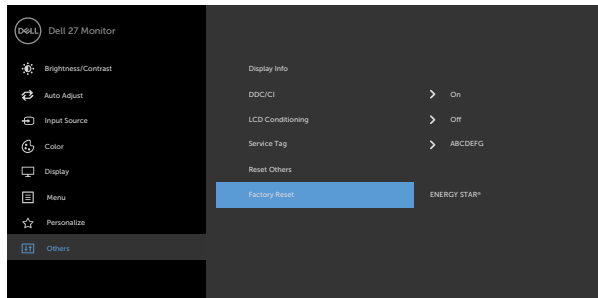 DELL Dell 27 Monitor
Brightness/Contrast
Auto Adjust
Input Source
Color
Display
Menu
Personalize
Others
Display Info
DDC/CI On
LCD Conditioning Off
Service Tag ABCDEFG
Reset Others
Factory Reset ENERGY STAR®